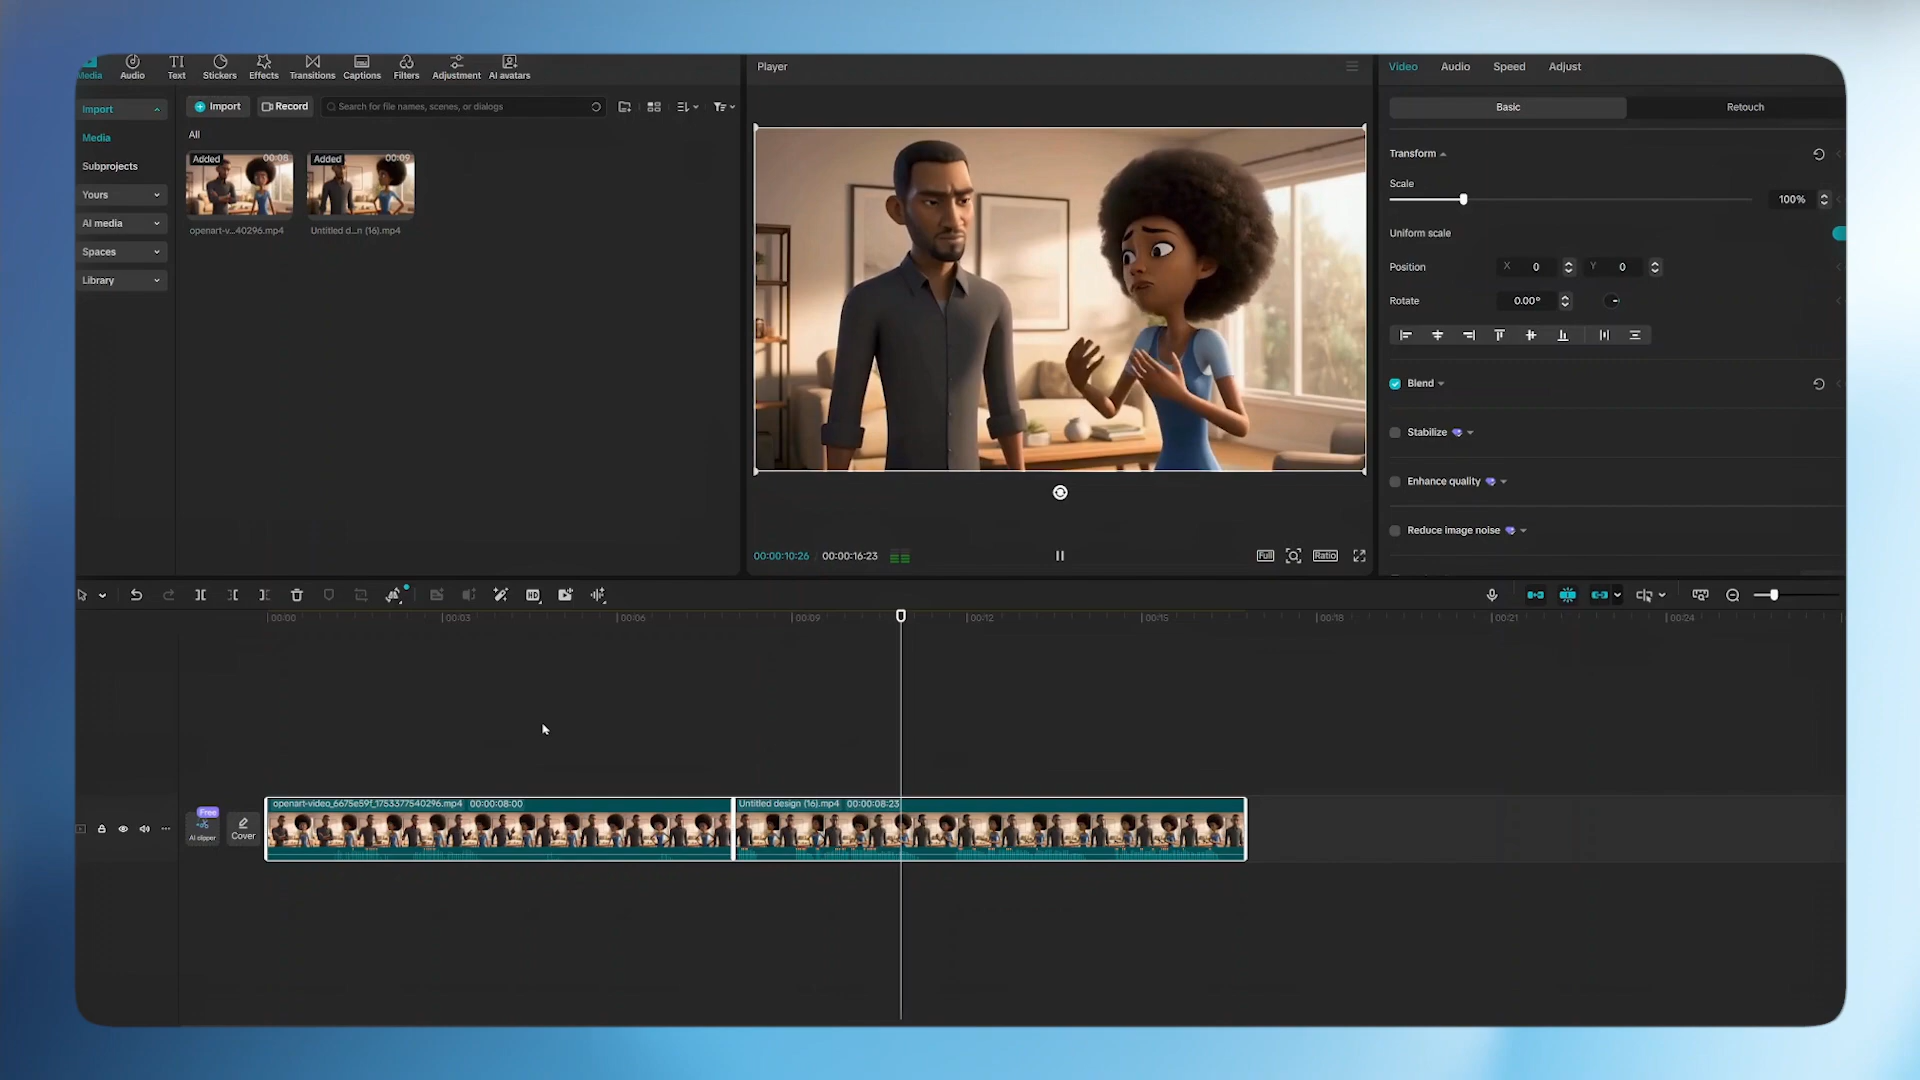 Media Audio Text Stickers Effects Transitions Captions Filters Adjustment AI avatars
Import
Media
Subprojects
Yours
AI media
Spaces
Library
Import Record Search for file names, scenes, or dialogs
All
Added 00:08
Added 00:09
openart-v...40296.mp4
Untitled d...n (16).mp4
Player
00:00:10:26 00:00:16:23
Full Ratio
Video Audio Speed Adjust
Basic Retouch
Transform
Scale
100%
Uniform scale
Position X 0 Y 0
Rotate 0.00°
Blend
Stabilize
Enhance quality
Reduce image noise
HD
00:00 00:03 00:06 00:09 00:12 00:15 00:18 00:21 00:24
openart-video_6675e59f_1753377540296.mp4 00:00:08:00
Untitled design (16).mp4 00:00:08:23
Free
AI clipper
Cover